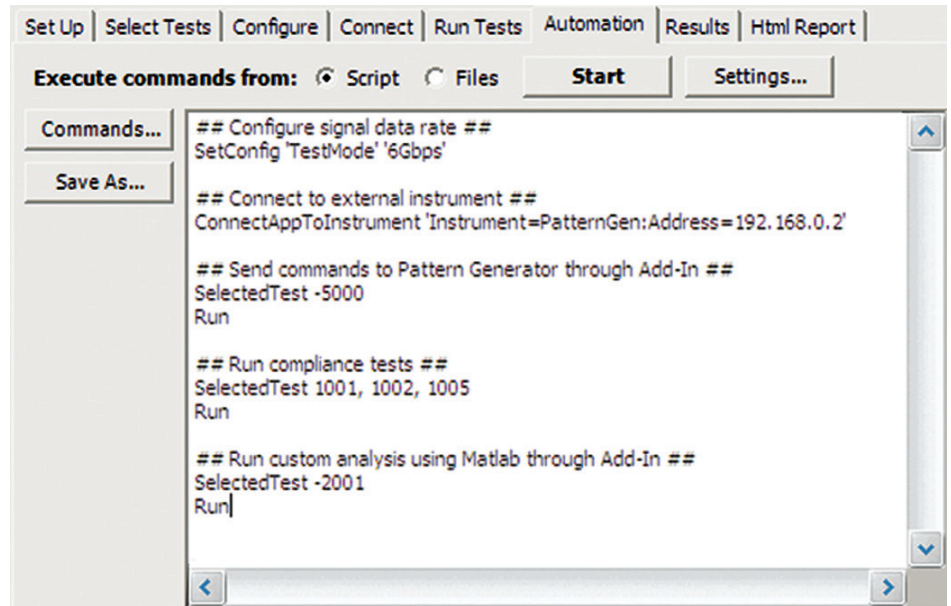 Set Up Select Tests Configure Connect Run Tests Automation Results Html Report
Execute commands from: Script Files Start Settings...
Commands...
Save As...
## Configure signal data rate ##
SetConfig 'TestMode' '6Gbps'
## Connect to external instrument ##
ConnectAppToInstrument 'Instrument=PatternGen:Address=192.168.0.2'
## Send commands to Pattern Generator through Add-In ##
SelectedTest -5000
Run
## Run compliance tests ##
SelectedTest 1001, 1002, 1005
Run
## Run custom analysis using Matlab through Add-In ##
SelectedTest -2001
Run